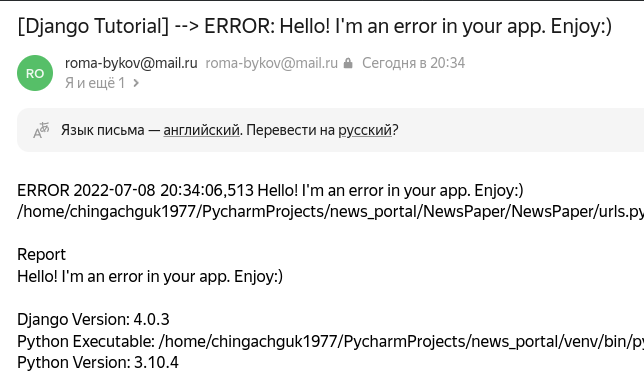 [Django Tutorial] --> ERROR: Hello! I'm an error in your app. Enjoy:)
RO
roma-bykov@mail.ru roma-bykov@mail.ru Сегодня в 20:34
Я и ещё 1 >
Язык письма — английский. Перевести на русский?
ERROR 2022-07-08 20:34:06,513 Hello! I'm an error in your app. Enjoy:)
/home/chingachguk1977/PycharmProjects/news_portal/NewsPaper/NewsPaper/urls.py
Report
Hello! I'm an error in your app. Enjoy:)
Django Version: 4.0.3
Python Executable: /home/chingachguk1977/PycharmProjects/news_portal/venv/bin/py
Python Version: 3.10.4